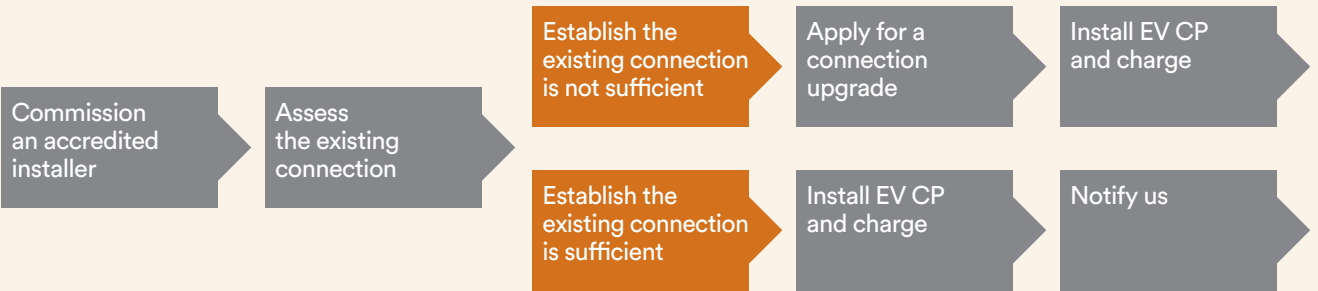 Commission
an accredited
installer
Assess
the existing
connection
Establish the
existing connection
is not sufficient
Apply for a
connection
upgrade
Install EV CP
and charge
Establish the
existing connection
is sufficient
Install EV CP
and charge
Notify us